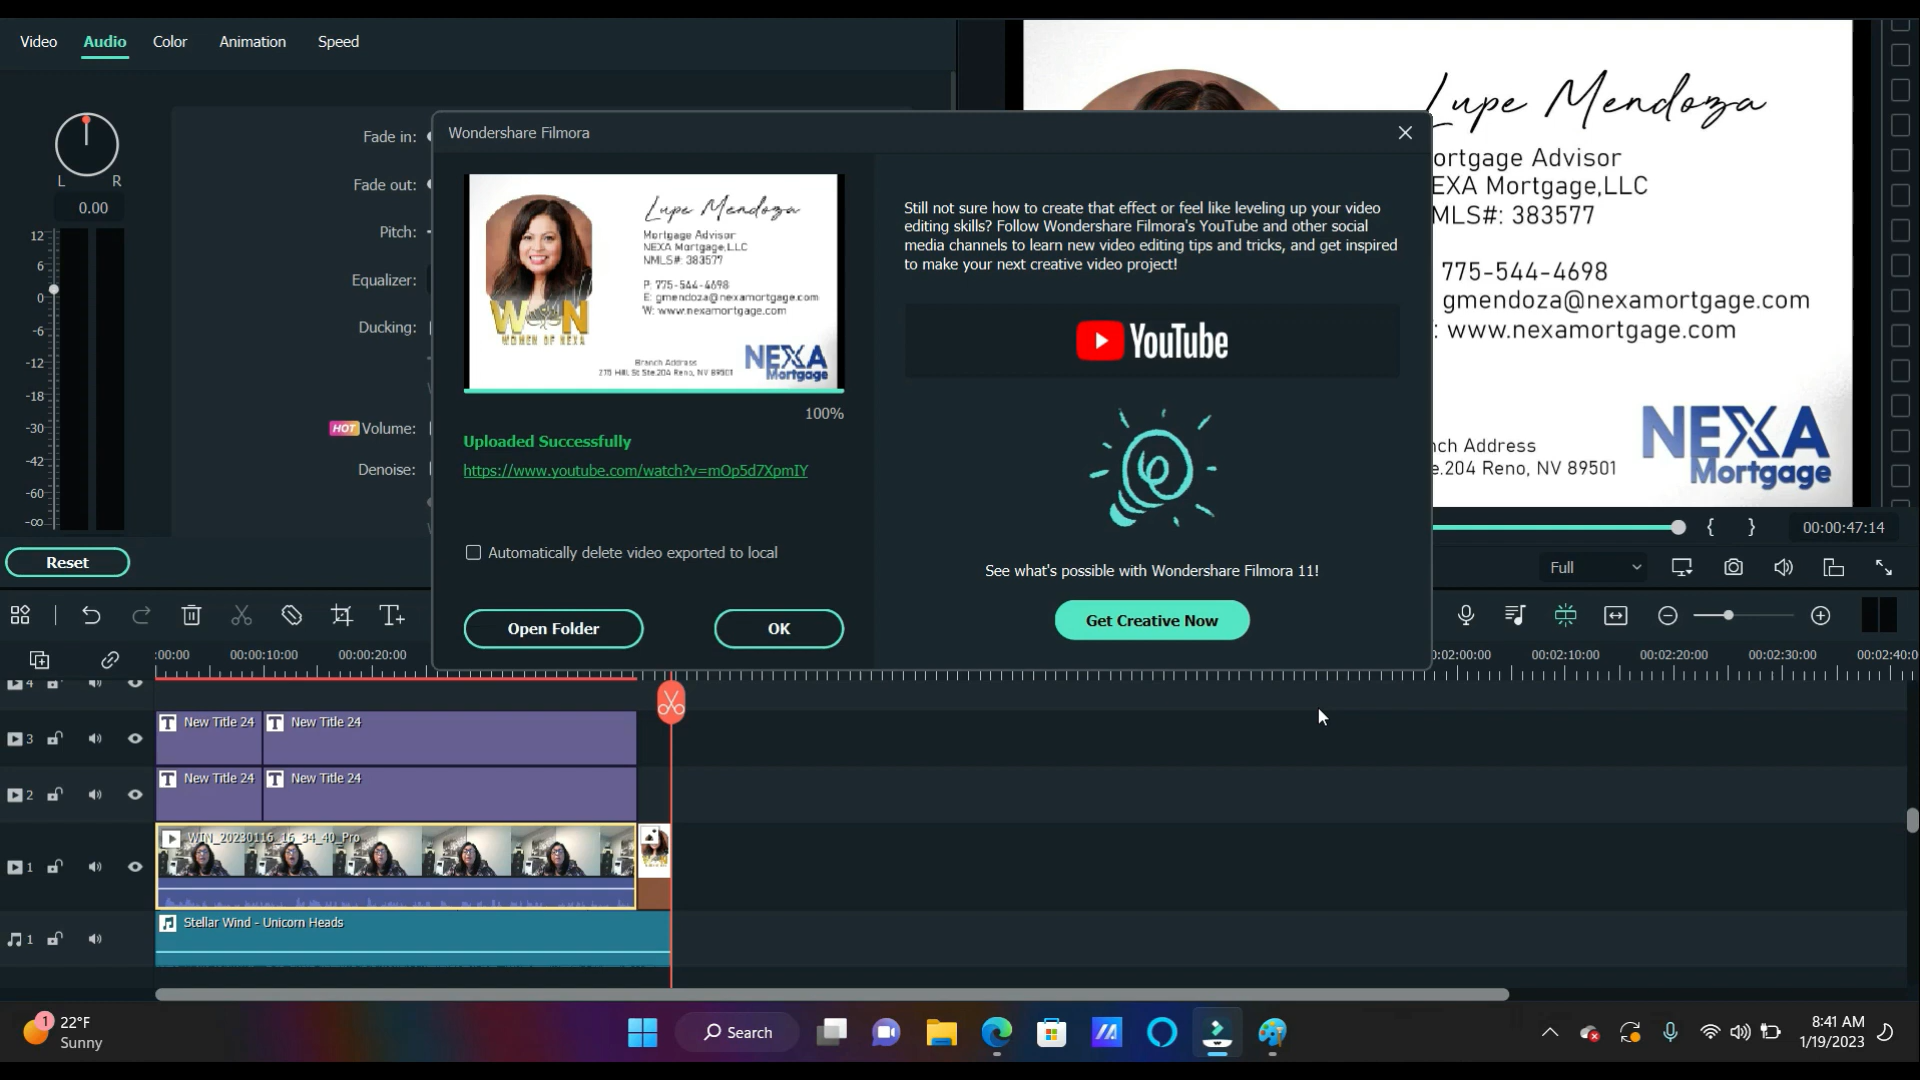 Video Audio Color Animation Speed
L R
0.00
12
6
0
-6
-12
-18
-30
-42
-60
-∞
Fade in:
Fade out:
Pitch:
Equalizer:
Ducking:
HOT Volume:
Denoise:
Reset
Wondershare Filmora
Lupe Mendoza
Mortgage Advisor
NEXA Mortgage,LLC
NMLS#: 383577
P: 775-544-4698
E: gmendoza@nexamortgage.com
W: www.nexamortgage.com
WON
WOMEN OF NEXA
Branch Address
275 Hill St Ste.204 Reno, NV 89501
NEXA
Mortgage
100%
Uploaded Successfully
https://www.youtube.com/watch?v=mOp5d7XpmIY
Automatically delete video exported to local
Open Folder
OK
Still not sure how to create that effect or feel like leveling up your video
editing skills? Follow Wondershare Filmora's YouTube and other social
media channels to learn new video editing tips and tricks, and get inspired
to make your next creative video project!
YouTube
See what's possible with Wondershare Filmora 11!
Get Creative Now
Lupe Mendoza
ortgage Advisor
EXA Mortgage,LLC
MLS#: 383577
775-544-4698
gmendoza@nexamortgage.com
: www.nexamortgage.com
nch Address
e.204 Reno, NV 89501
NEXA
Mortgage
{ } 00:00:47:14
Full
:00:00 00:00:10:00 00:00:20:00 0:02:00:00 00:02:10:00 00:02:20:00 00:02:30:00 00:02:40:0
4
3
New Title 24 New Title 24
2
New Title 24 New Title 24
1
WIN_20230116_16_34_40_Pro
1
Stellar Wind - Unicorn Heads
1
22°F
Sunny
Search
8:41 AM
1/19/2023